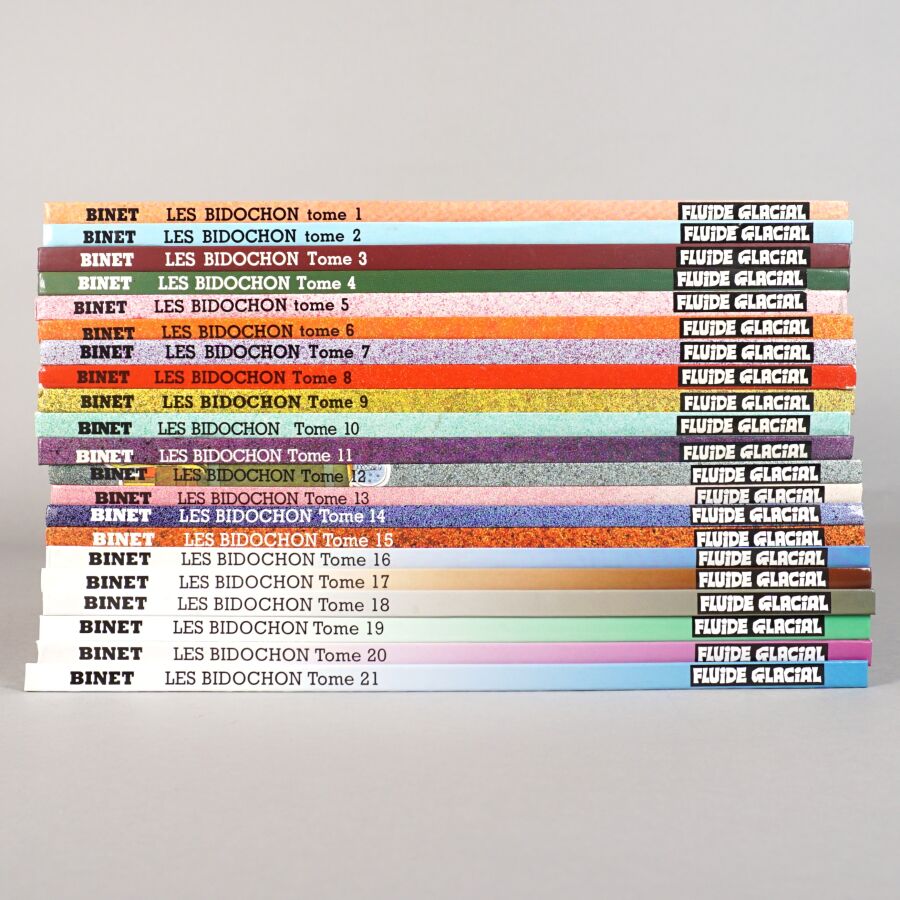 BINET LES BIDOCHON tome 1 FLUIDE GLACIAL
BINET LES BIDOCHON tome 2 FLUIDE GLACIAL
BINET LES BIDOCHON Tome 3 FLUIDE GLACIAL
BINET LES BIDOCHON Tome 4 FLUIDE GLACIAL
BINET LES BIDOCHON tome 5 FLUIDE GLACIAL
BINET LES BIDOCHON tome 6 FLUIDE GLACIAL
BINET LES BIDOCHON Tome 7 FLUIDE GLACIAL
BINET LES BIDOCHON Tome 8 FLUIDE GLACIAL
BINET LES BIDOCHON Tome 9 FLUIDE GLACIAL
BINET LES BIDOCHON Tome 10 FLUIDE GLACIAL
BINET LES BIDOCHON Tome 11 FLUIDE GLACIAL
BINET LES BIDOCHON Tome 12 FLUIDE GLACIAL
BINET LES BIDOCHON Tome 13 FLUIDE GLACIAL
BINET LES BIDOCHON Tome 14 FLUIDE GLACIAL
BINET LES BIDOCHON Tome 15 FLUIDE GLACIAL
BINET LES BIDOCHON Tome 16 FLUIDE GLACIAL
BINET LES BIDOCHON Tome 17 FLUIDE GLACIAL
BINET LES BIDOCHON Tome 18 FLUIDE GLACIAL
BINET LES BIDOCHON Tome 19 FLUIDE GLACIAL
BINET LES BIDOCHON Tome 20 FLUIDE GLACIAL
BINET LES BIDOCHON Tome 21 FLUIDE GLACIAL